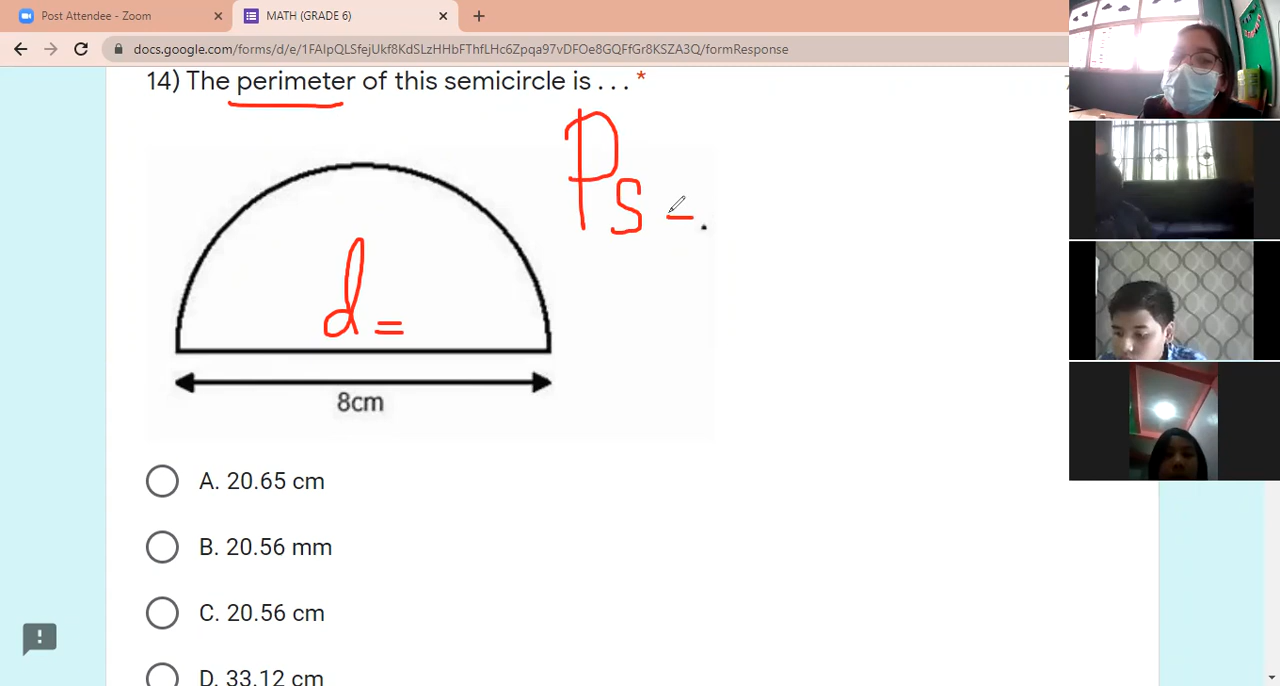 Post Attendee - Zoom
MATH (GRADE 6)
docs.google.com/forms/d/e/1FAIpQLSfejUkf8KdSLzHHbFThfLHc6Zpqa97vDFOe8GQFfGr8KSZA3Q/formResponse
14) The perimeter of this semicircle is . . . *
Ps -
d =
8cm
A. 20.65 cm
B. 20.56 mm
C. 20.56 cm
D. 33.12 cm